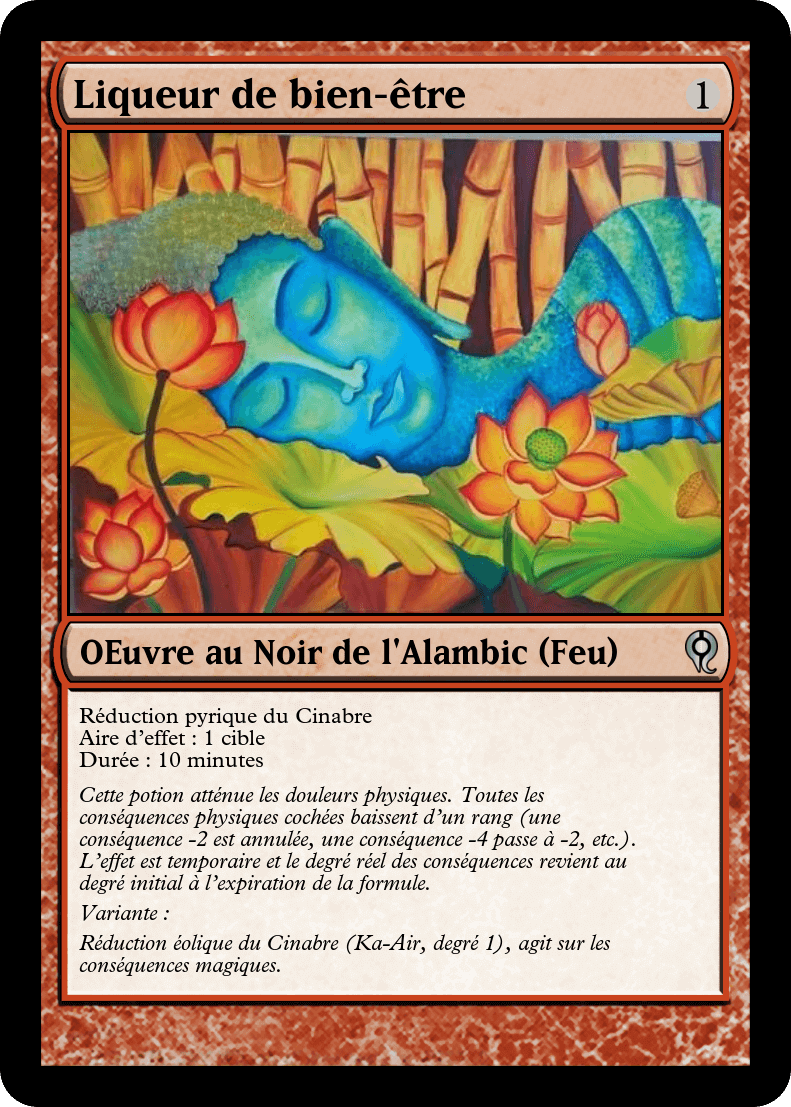 Liqueur de bien-être
1
OEuvre au Noir de l'Alambic (Feu)
Réduction pyrique du Cinabre
Aire d'effet : 1 cible
Durée : 10 minutes
Cette potion atténue les douleurs physiques. Toutes les
conséquences physiques cochées baissent d'un rang (une
conséquence -2 est annulée, une conséquence -4 passe à -2, etc.).
L'effet est temporaire et le degré réel des conséquences revient au
degré initial à l'expiration de la formule.
Variante :
Réduction éolique du Cinabre (Ka-Air, degré 1), agit sur les
conséquences magiques.